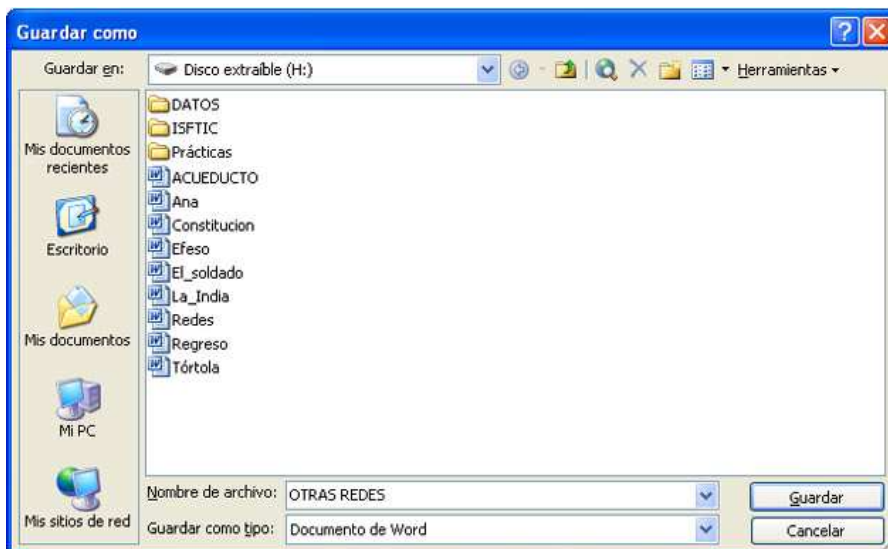 Guardar como
Guardar en:
Disco extraíble (H:)
Herramientas
Mis documentos
recientes
Escritorio
Mis documentos
Mi PC
Mis sitios de red
DATOS
ISFTIC
Prácticas
ACUEDUCTO
Ana
Constitucion
Efeso
El_soldado
La_India
Redes
Regreso
Tórtola
Nombre de archivo:
OTRAS REDES
Guardar
Guardar como tipo:
Documento de Word
Cancelar